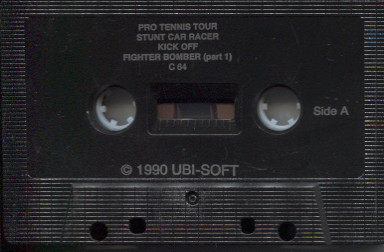 PRO TENNIS TOUR
STUNT CAR RACER
KICK OFF
FIGHTER BOMBER (part 1)
C 64
Side A
© 1990 UBI-SOFT